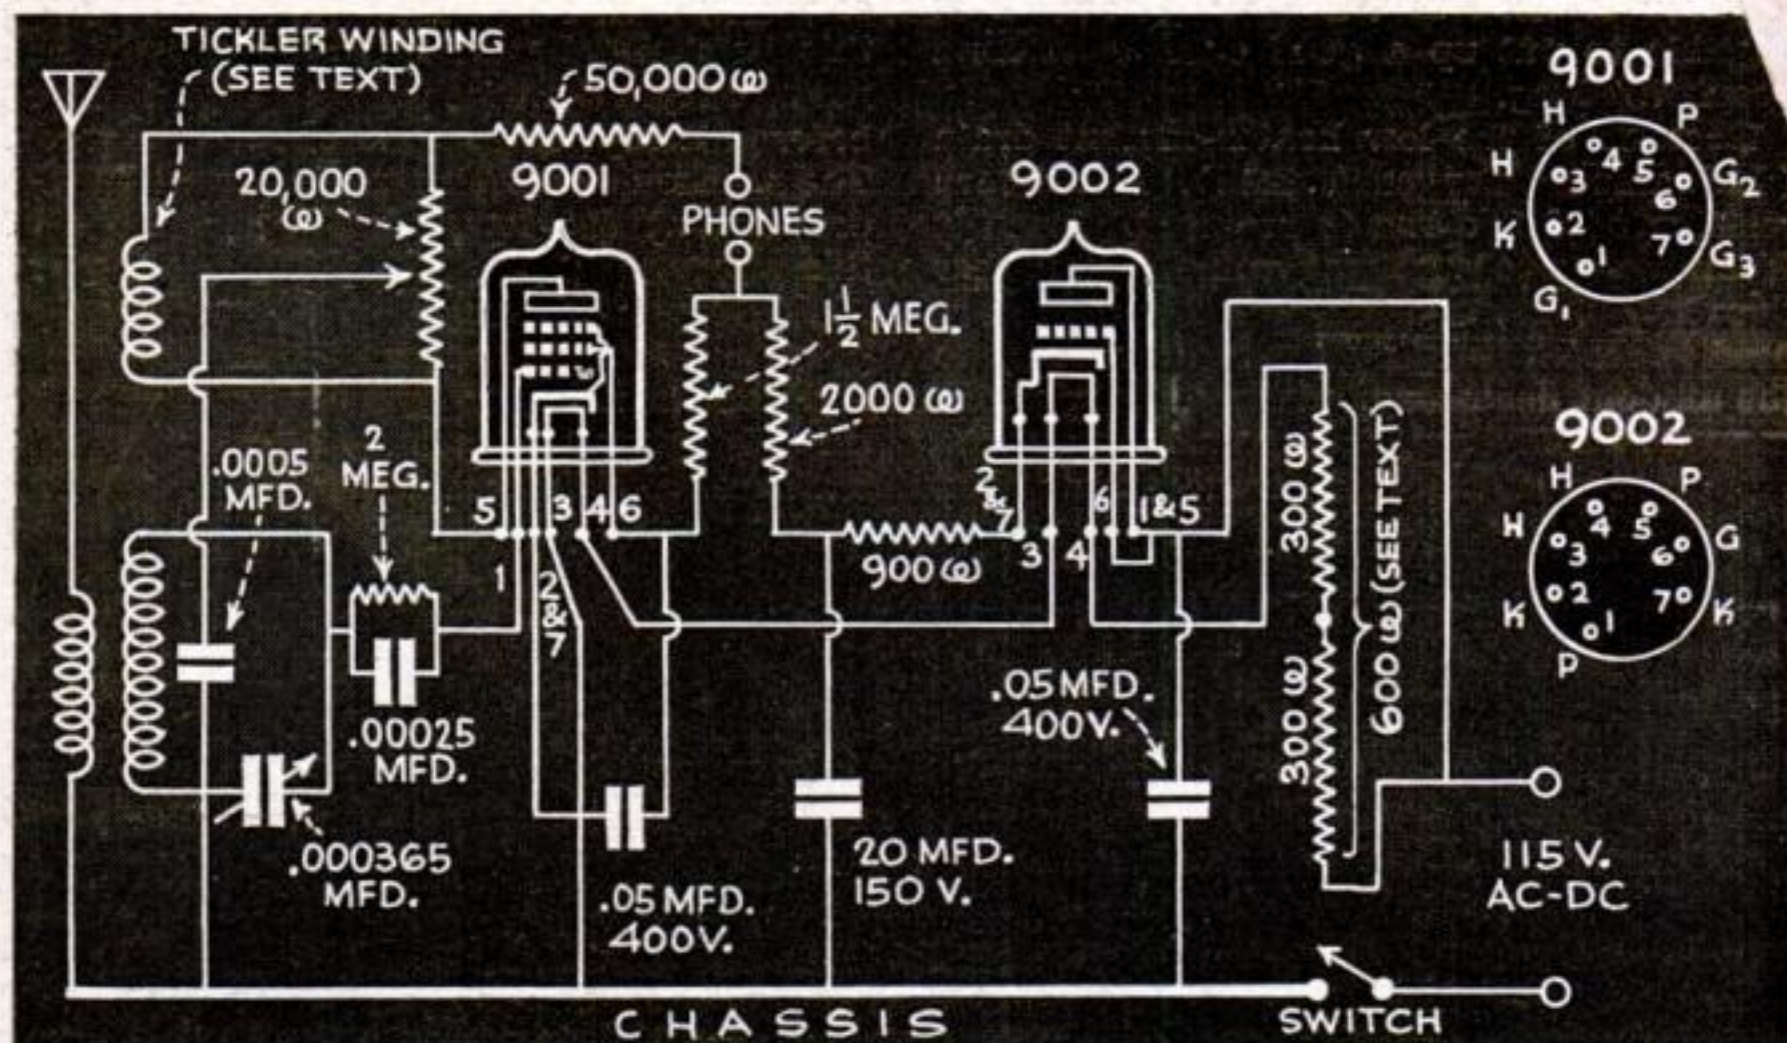 TICKLER WINDING
(SEE TEXT)
50,000 ω
20,000
ω
9001
PHONES
9002
1 1/2 MEG.
2000 ω
.0005
MFD.
2
MEG.
5
1
2
&
7
3
4
6
900 ω
2
&
7
3
4
6
1&5
300 ω
300 ω
600 ω (SEE TEXT)
.00025
MFD.
.000365
MFD.
.05 MFD.
400V.
20 MFD.
150 V.
.05 MFD.
400V.
115 V.
AC-DC
CHASSIS
SWITCH
9001
H
P
H
4
5
G2
3
6
K
2
7
G3
1
G1
9002
H
P
H
4
5
G
3
6
K
2
7
K
1
P